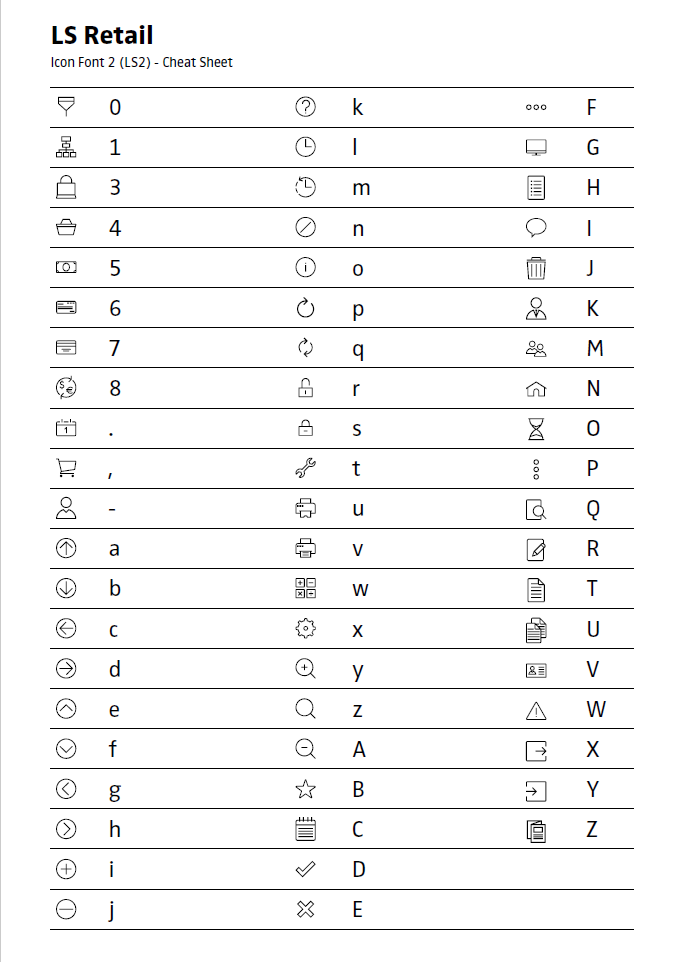 LS Retail
Icon Font 2 (LS2) - Cheat Sheet
0 k F
1 l G
3 m H
4 n I
5 o J
6 p K
7 q M
8 r N
. s O
, t P
- u Q
a v R
b w T
c x U
d y V
e z W
f A X
g B Y
h C Z
i D
j E